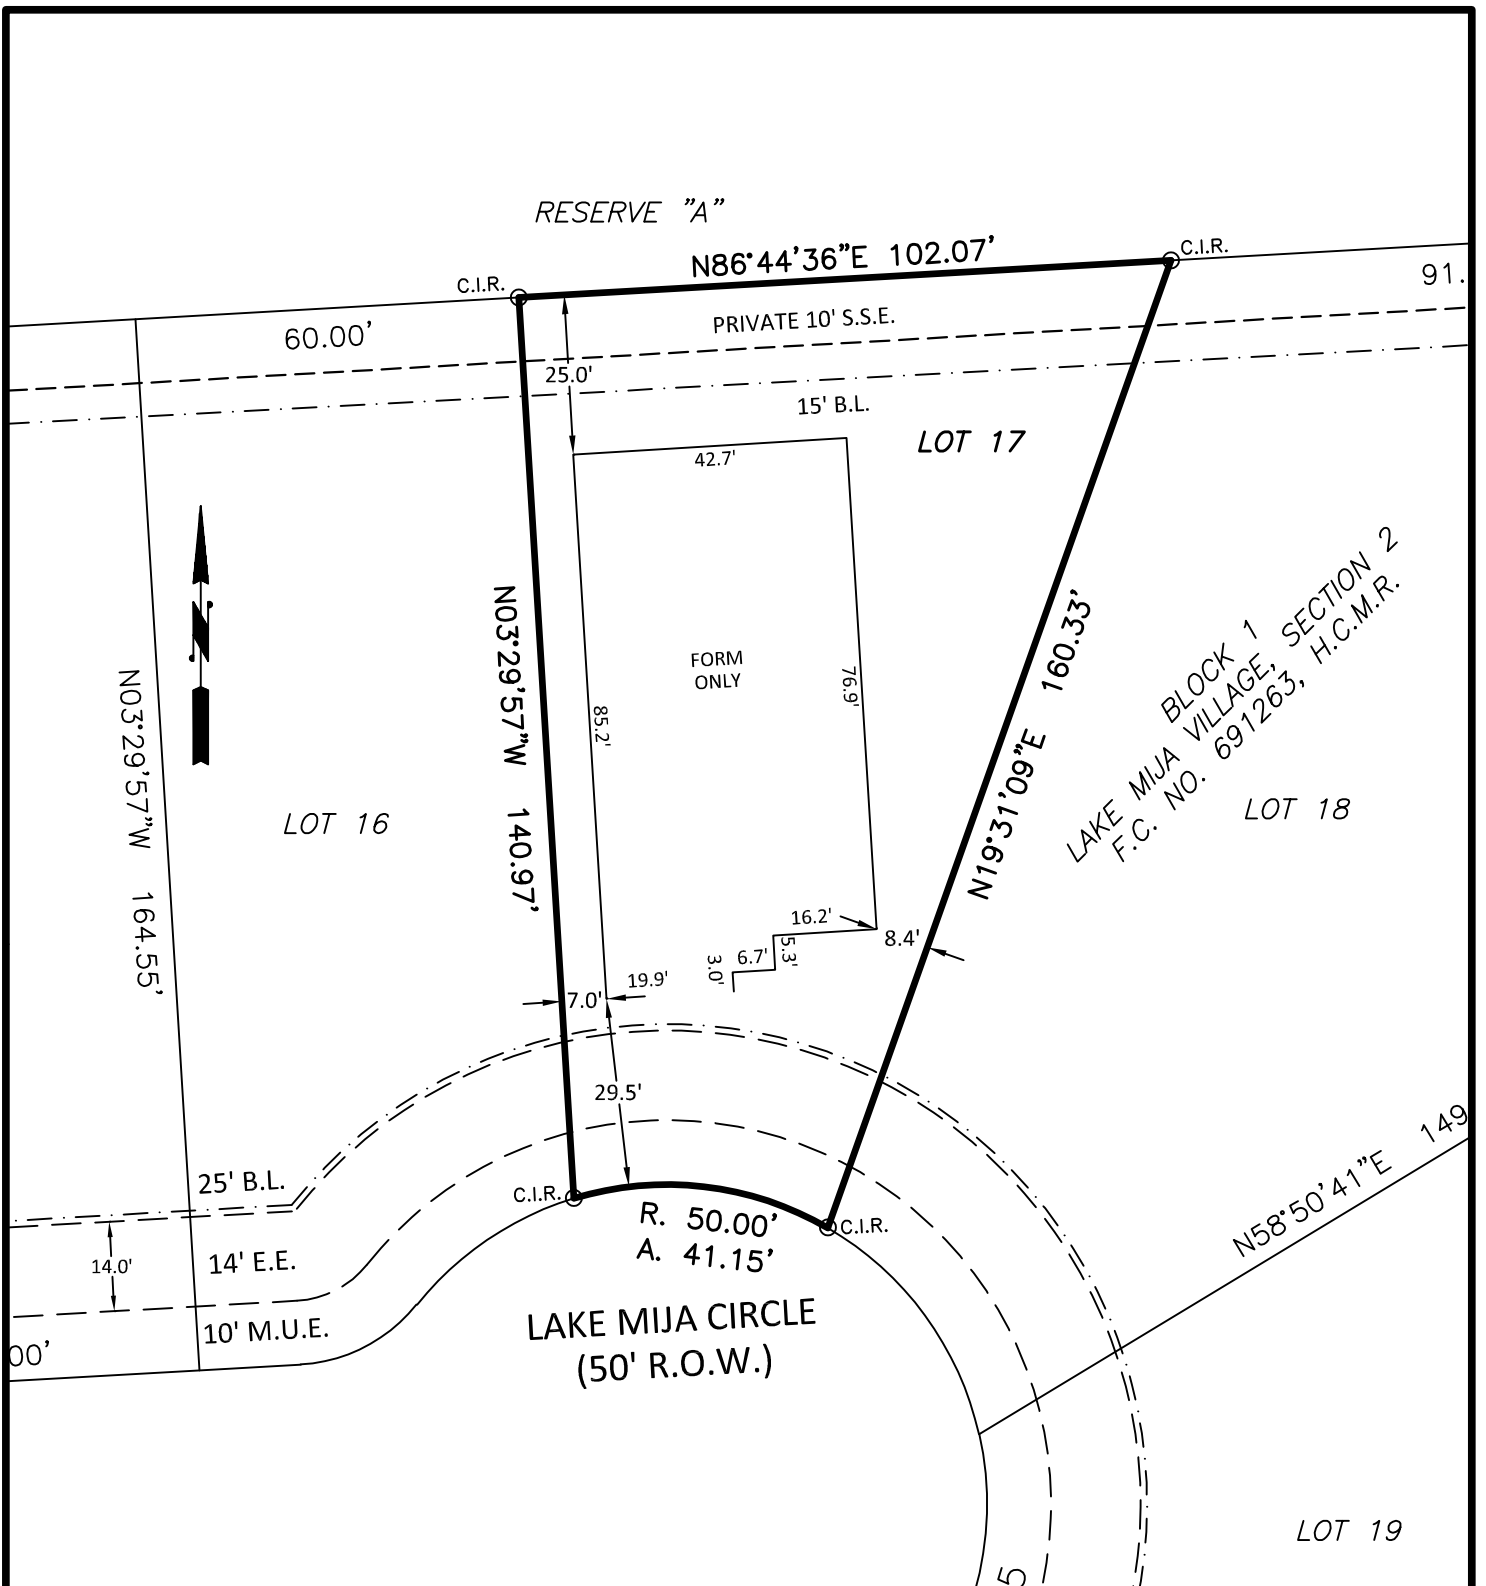 RESERVE "A"
N86°44'36"E 102.07'
C.I.R.
C.I.R.
91.
60.00'
PRIVATE 10' S.S.E.
25.0'
15' B.L.
LOT 17
42.7'
N03°29'57"W 140.97'
N03°29'57"W 164.55'
FORM
ONLY
85.2'
76.9'
N19°31'09"E 160.33'
BLOCK 1
LAKE MIJA VILLAGE, SECTION 2
F.C. NO. 691263, H.C.M.R.
LOT 16
LOT 18
16.2'
8.4'
5.3'
6.7'
3.0'
19.9'
7.0'
29.5'
25' B.L.
C.I.R.
C.I.R.
R. 50.00'
A. 41.15'
14.0'
14' E.E.
10' M.U.E.
00'
LAKE MIJA CIRCLE
(50' R.O.W.)
N58°50'41"E 149
LOT 19
5